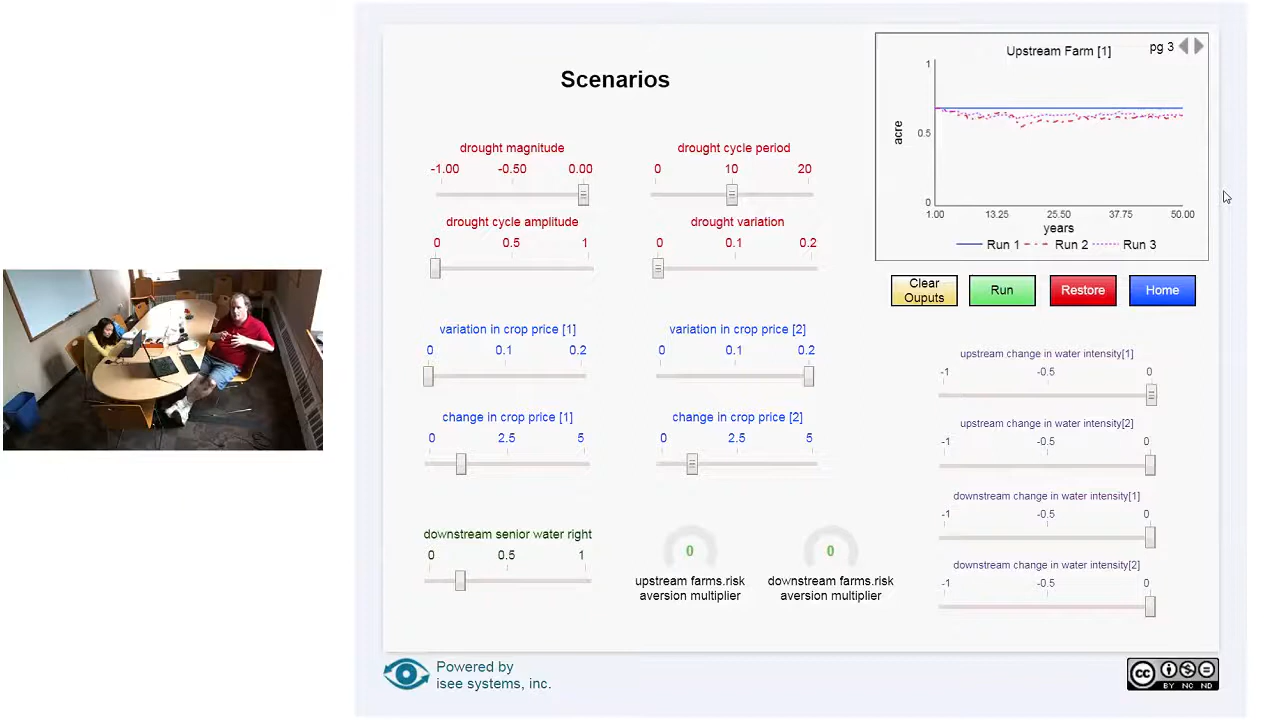 Scenarios
drought magnitude
-1.00 -0.50 0.00
drought cycle period
0 10 20
drought cycle amplitude
0 0.5 1
drought variation
0 0.1 0.2
variation in crop price [1]
0 0.1 0.2
variation in crop price [2]
0 0.1 0.2
change in crop price [1]
0 2.5 5
change in crop price [2]
0 2.5 5
downstream senior water right
0 0.5 1
0
upstream farms.risk
aversion multiplier
0
downstream farms.risk
aversion multiplier
pg 3
Upstream Farm [1]
1
acre
0.5
0
1.00 13.25 25.50 37.75 50.00
years
Run 1 Run 2 Run 3
Clear
Ouputs
Run
Restore
Home
upstream change in water intensity[1]
-1 -0.5 0
upstream change in water intensity[2]
-1 -0.5 0
downstream change in water intensity[1]
-1 -0.5 0
downstream change in water intensity[2]
-1 -0.5 0
Powered by
isee systems, inc.
cc
BY NC ND